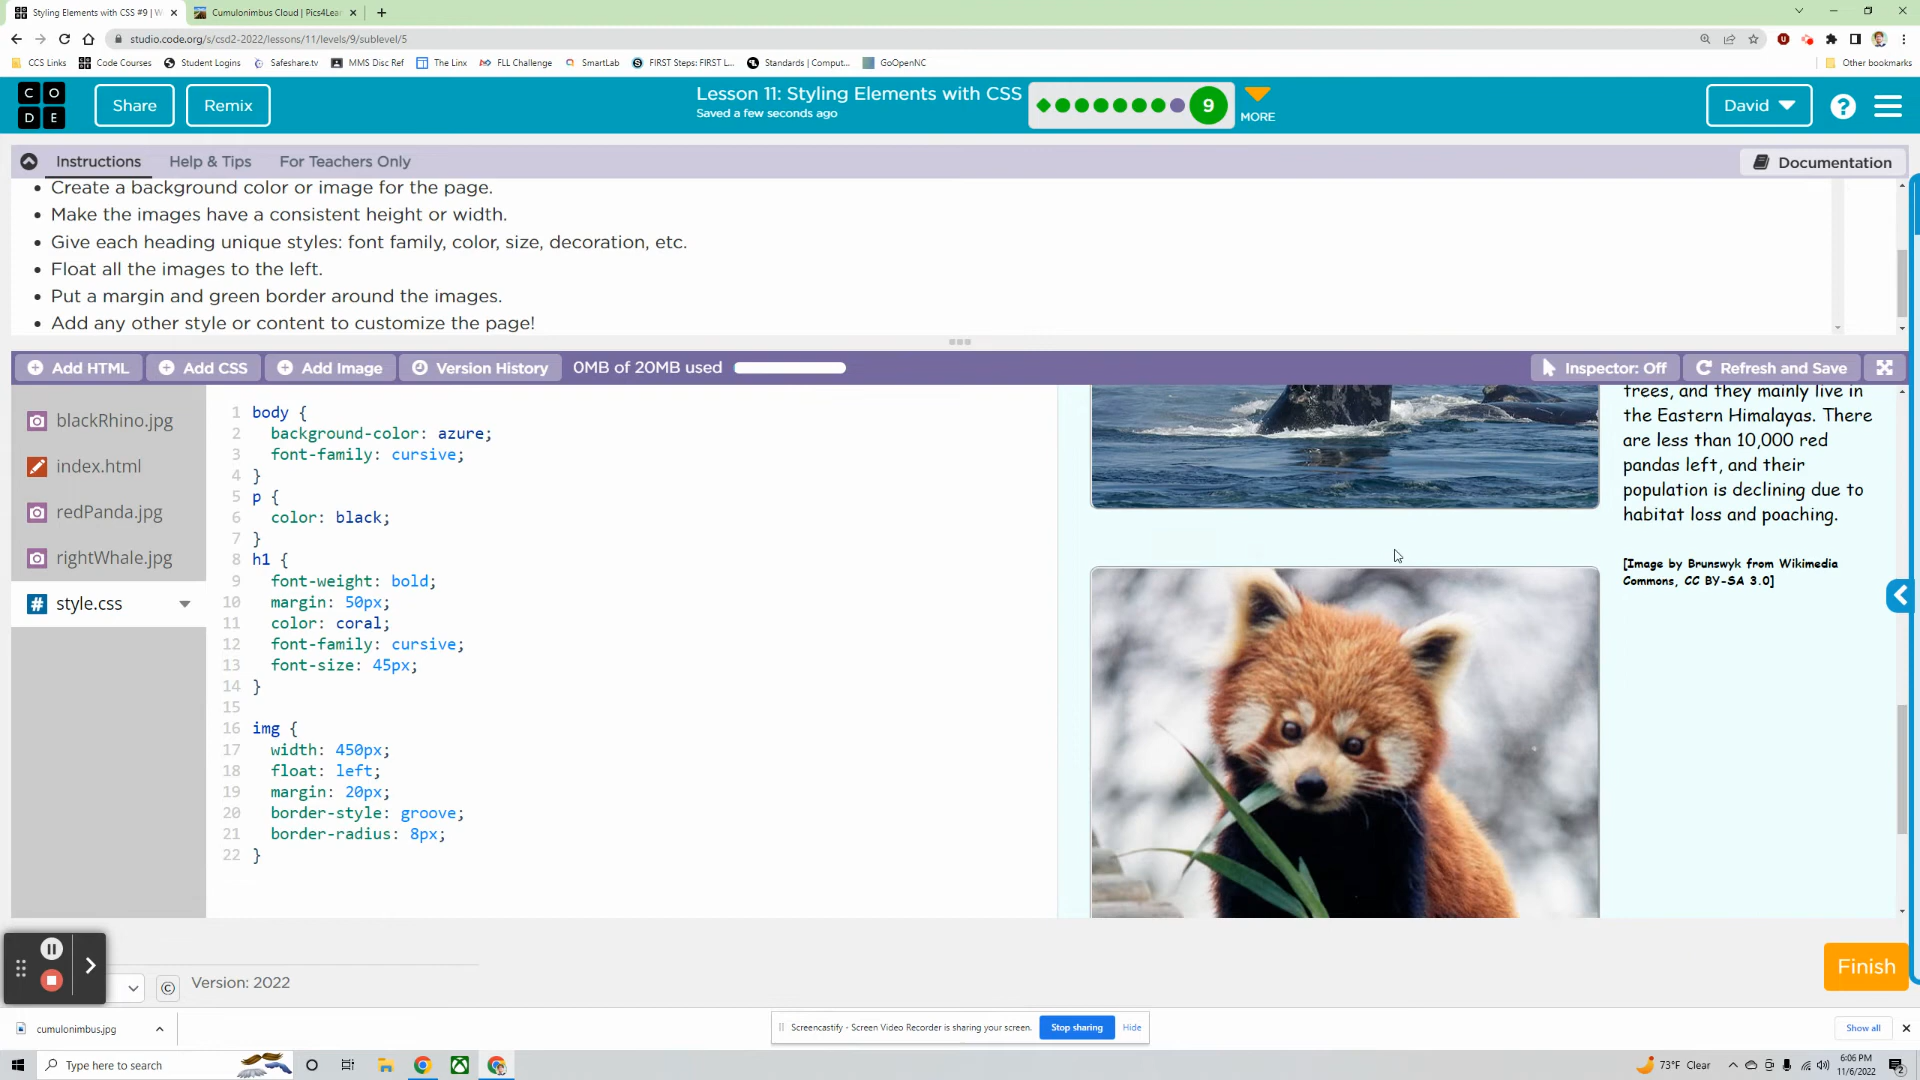 Styling Elements with CSS #9 | W
Cumulonimbus Cloud | Pics4Lear
studio.code.org/s/csd2-2022/lessons/11/levels/9/sublevel/5
CCS Links
Code Courses
Student Logins
Safeshare.tv
MMS Disc Ref
The Linx
FLL Challenge
SmartLab
FIRST Steps: FIRST L...
Standards | Comput...
GoOpenNC
Other bookmarks
C O
D E
Share
Remix
Lesson 11: Styling Elements with CSS
Saved a few seconds ago
9
MORE
David
?
Instructions
Help & Tips
For Teachers Only
Documentation
• Create a background color or image for the page.
• Make the images have a consistent height or width.
• Give each heading unique styles: font family, color, size, decoration, etc.
• Float all the images to the left.
• Put a margin and green border around the images.
• Add any other style or content to customize the page!
Add HTML
Add CSS
Add Image
Version History
0MB of 20MB used
Inspector: Off
Refresh and Save
blackRhino.jpg
index.html
redPanda.jpg
rightWhale.jpg
# style.css
1 body {
2 background-color: azure;
3 font-family: cursive;
4 }
5 p {
6 color: black;
7 }
8 h1 {
9 font-weight: bold;
10 margin: 50px;
11 color: coral;
12 font-family: cursive;
13 font-size: 45px;
14 }
15
16 img {
17 width: 450px;
18 float: left;
19 margin: 20px;
20 border-style: groove;
21 border-radius: 8px;
22 }
trees, and they mainly live in
the Eastern Himalayas. There
are less than 10,000 red
pandas left, and their
population is declining due to
habitat loss and poaching.
[Image by Brunswyk from Wikimedia
Commons, CC BY-SA 3.0]
Finish
©
Version: 2022
cumulonimbus.jpg
Screencastify - Screen Video Recorder is sharing your screen.
Stop sharing
Hide
Show all
Type here to search
73°F Clear
6:06 PM
11/6/2022
2